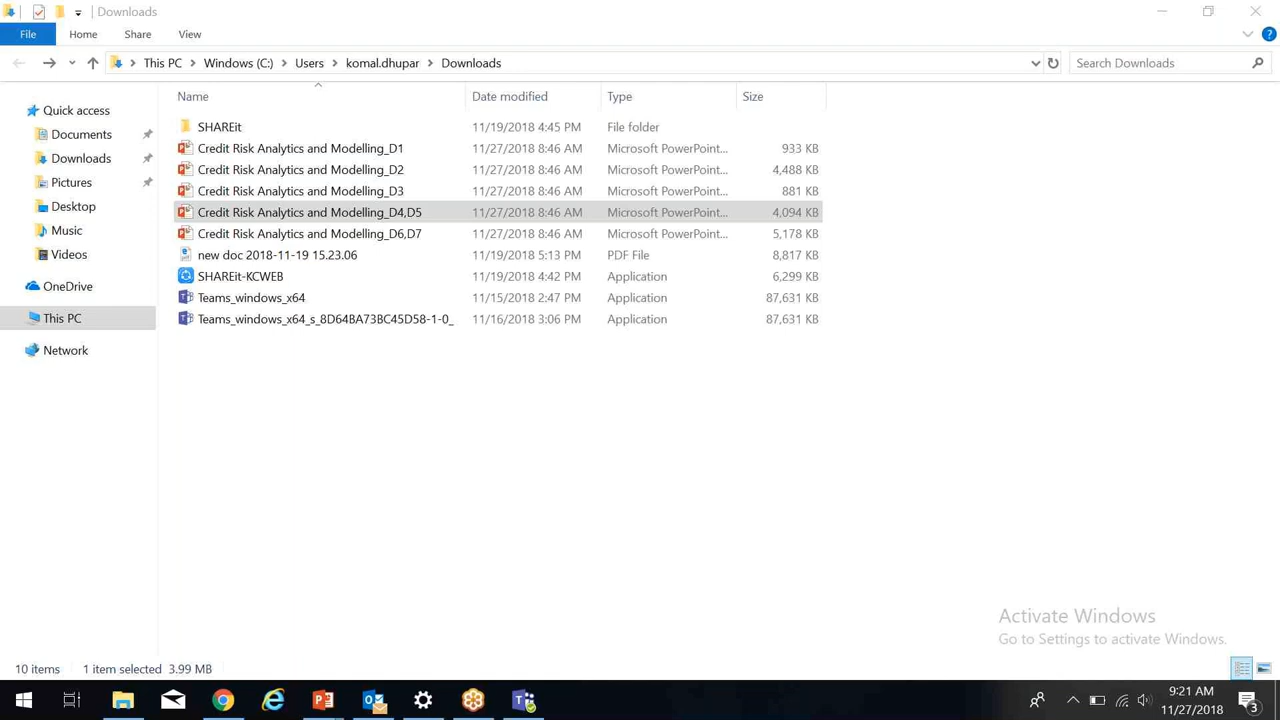 Downloads
File Home Share View
This PC Windows (C:) Users komal.dhupar Downloads Search Downloads
Name Date modified Type Size
Quick access
Documents
Downloads
Pictures
Desktop
Music
Videos
OneDrive
This PC
Network
SHAREit 11/19/2018 4:45 PM File folder
Credit Risk Analytics and Modelling_D1 11/27/2018 8:46 AM Microsoft PowerPoint... 933 KB
Credit Risk Analytics and Modelling_D2 11/27/2018 8:46 AM Microsoft PowerPoint... 4,488 KB
Credit Risk Analytics and Modelling_D3 11/27/2018 8:46 AM Microsoft PowerPoint... 881 KB
Credit Risk Analytics and Modelling_D4,D5 11/27/2018 8:46 AM Microsoft PowerPoint... 4,094 KB
Credit Risk Analytics and Modelling_D6,D7 11/27/2018 8:46 AM Microsoft PowerPoint... 5,178 KB
new doc 2018-11-19 15.23.06 11/19/2018 5:13 PM PDF File 8,817 KB
SHAREit-KCWEB 11/19/2018 4:42 PM Application 6,299 KB
Teams_windows_x64 11/15/2018 2:47 PM Application 87,631 KB
Teams_windows_x64_s_8D64BA73BC45D58-1-0_ 11/16/2018 3:06 PM Application 87,631 KB
Activate Windows
Go to Settings to activate Windows.
10 items 1 item selected 3.99 MB
9:21 AM
11/27/2018
3